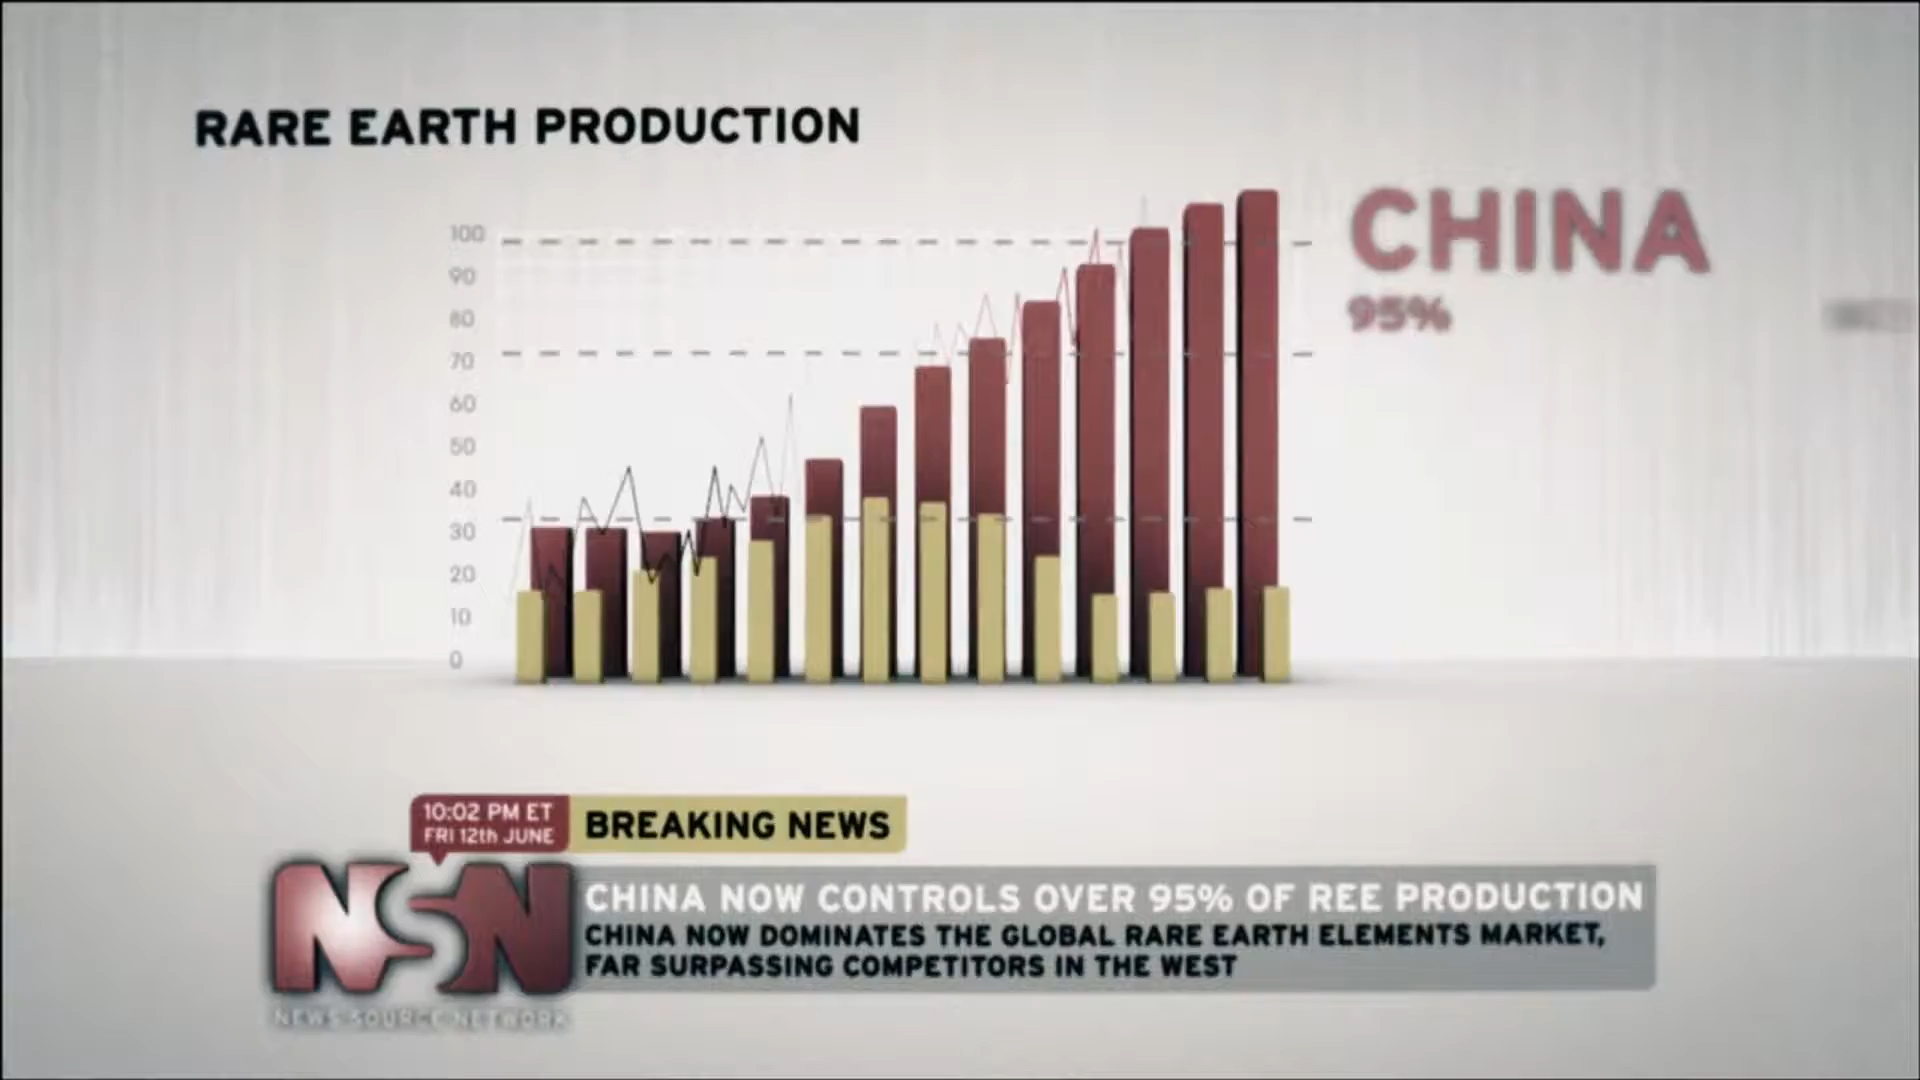 RARE EARTH PRODUCTION
CHINA
95%
100
90
80
70
60
50
40
30
20
10
0
10:02 PM ET
FRI 12th JUNE
BREAKING NEWS
NSN
NEWS SOURCE NETWORK
CHINA NOW CONTROLS OVER 95% OF REE PRODUCTION
CHINA NOW DOMINATES THE GLOBAL RARE EARTH ELEMENTS MARKET,
FAR SURPASSING COMPETITORS IN THE WEST